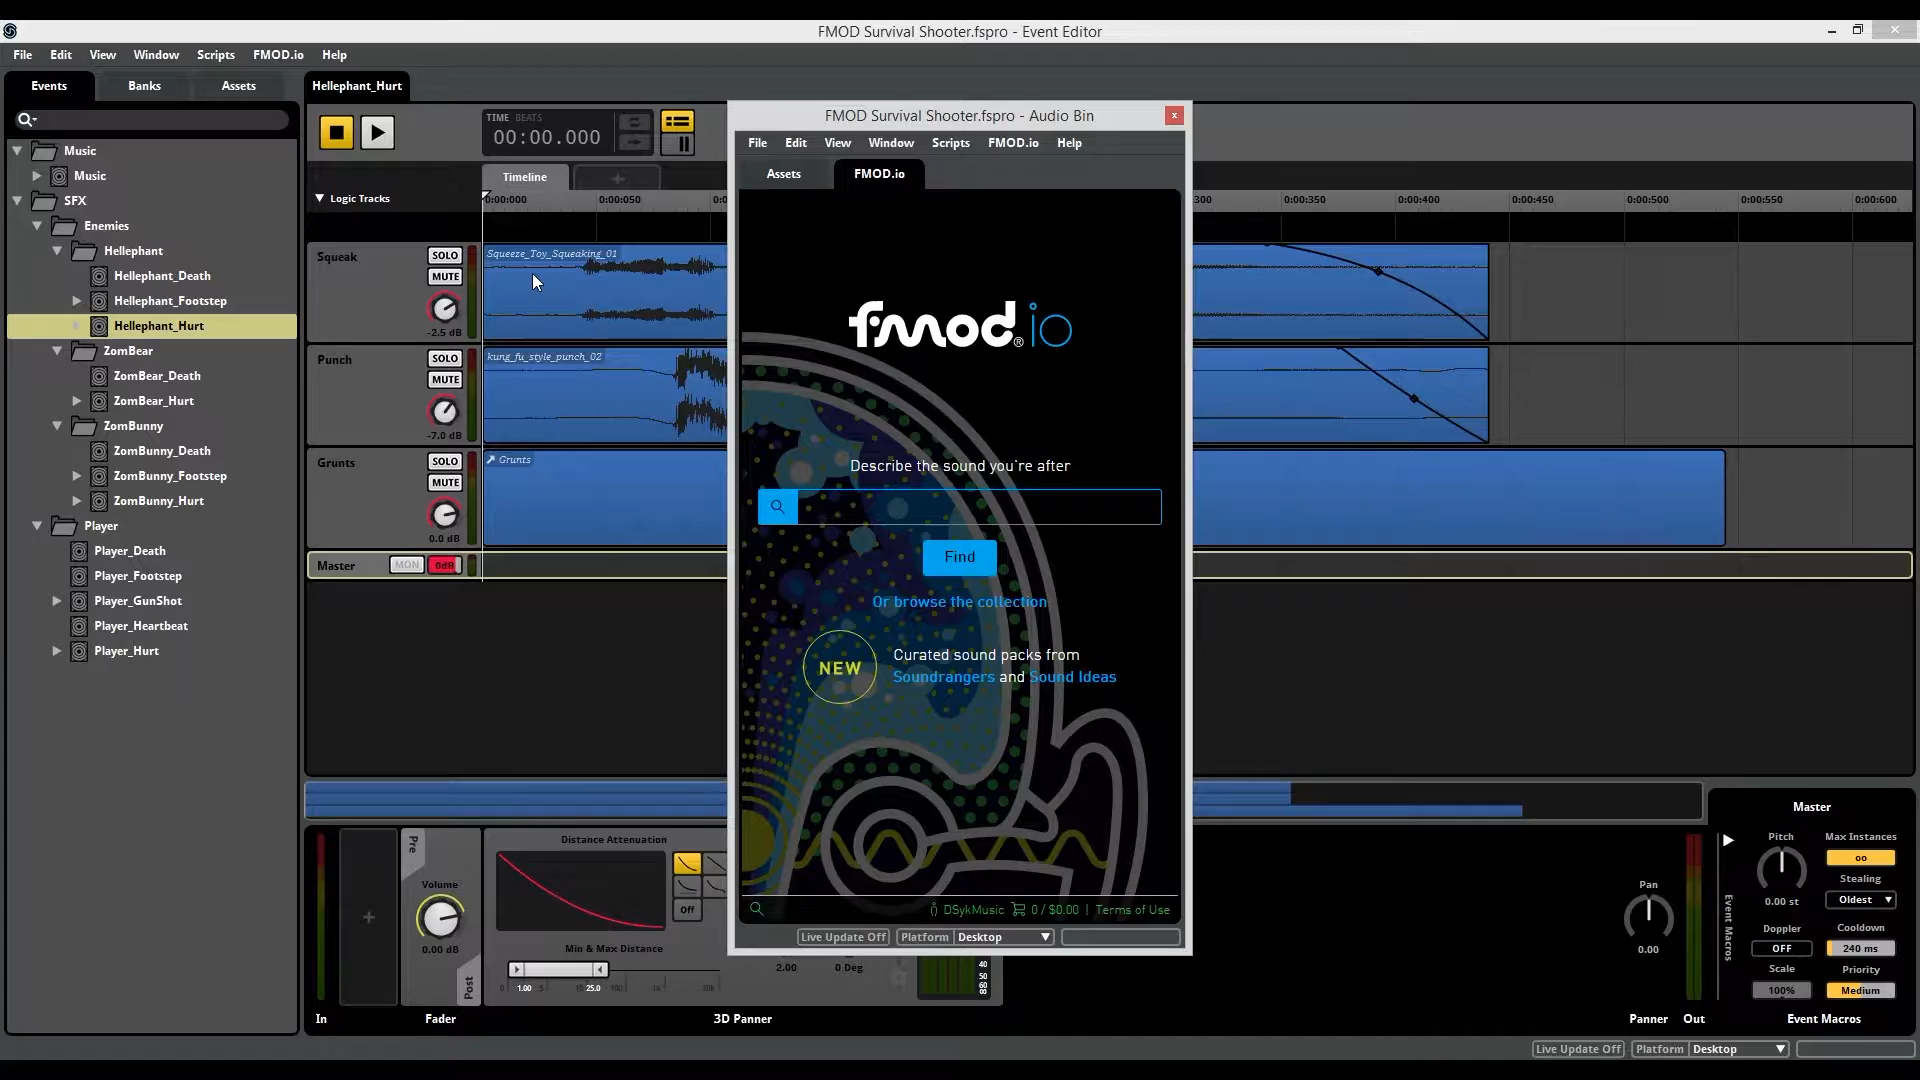 FMOD Survival Shooter.fspro - Event Editor
File Edit View Window Scripts FMOD.io Help
Events Banks Assets
Hellephant_Hurt
Music
Music
SFX
Enemies
Hellephant
Hellephant_Death
Hellephant_Footstep
Hellephant_Hurt
ZomBear
ZomBear_Death
ZomBear_Hurt
ZomBunny
ZomBunny_Death
ZomBunny_Footstep
ZomBunny_Hurt
Player
Player_Death
Player_Footstep
Player_GunShot
Player_Heartbeat
Player_Hurt
TIME BEATS
00:00.000
Timeline
Logic Tracks
0:00:000 0:00:050 0:0 300 0:00:350 0:00:400 0:00:450 0:00:500 0:00:550 0:00:600
Squeak SOLO
MUTE
-2.5 dB
Squeeze_Toy_Squeaking_01
Punch SOLO
MUTE
-7.0 dB
kung_fu_style_punch_02
Grunts SOLO
MUTE
0.0 dB
Grunts
Master MON 0dB
FMOD Survival Shooter.fspro - Audio Bin
File Edit View Window Scripts FMOD.io Help
Assets FMOD.io
fmod®.io
Describe the sound you're after
Find
Or browse the collection
NEW
Curated sound packs from
Soundrangers and Sound Ideas
DSykMusic 0 / $0.00 | Terms of Use
Live Update Off Platform Desktop
In
Pre
Volume
0.00 dB
Post
Fader
Distance Attenuation
Off
Min & Max Distance
1.00 25.0
2.00 0 Deg
40
50
60
3D Panner
Pan
0.00
Panner Out
Master
Event Macros
Pitch
0.00 st
Doppler
OFF
Scale
100%
Max Instances
oo
Stealing
Oldest
Cooldown
240 ms
Priority
Medium
Event Macros
Live Update Off Platform Desktop